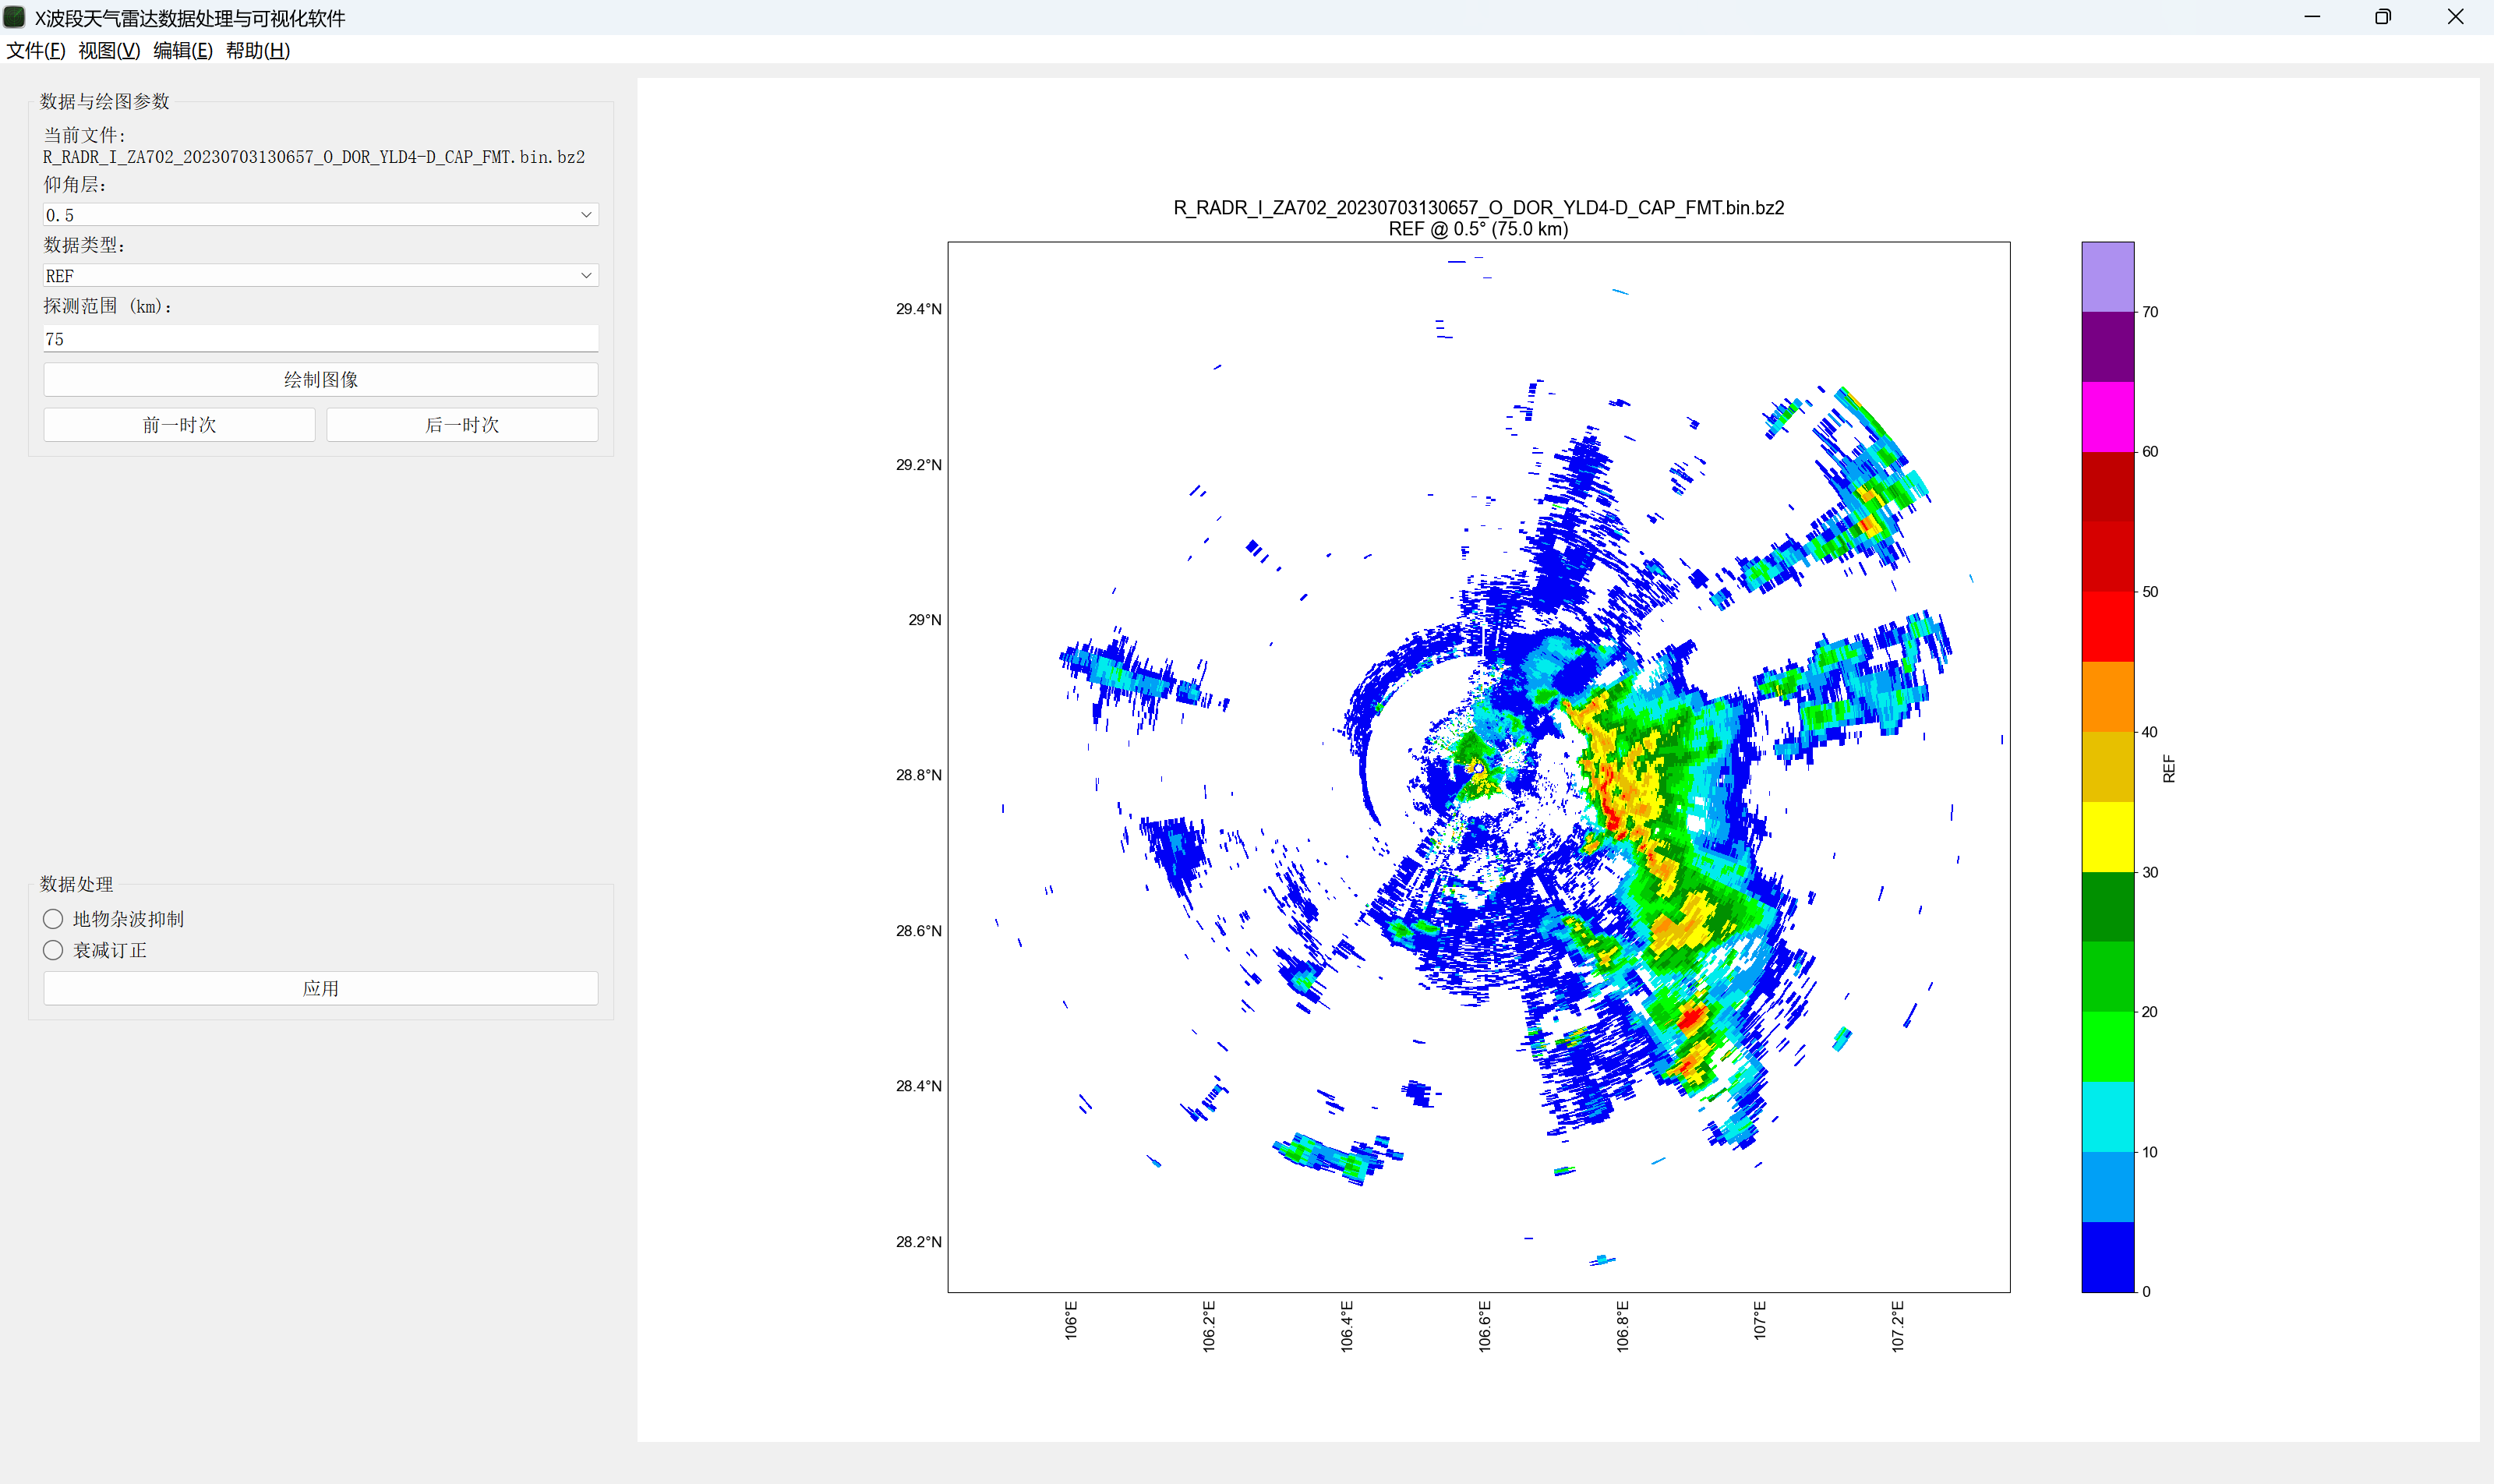 X波段天气雷达数据处理与可视化软件
文件(F) 视图(V) 编辑(E) 帮助(H)
数据与绘图参数
当前文件:
R_RADR_I_ZA702_20230703130657_O_DOR_YLD4-D_CAP_FMT.bin.bz2
仰角层:
0.5
数据类型:
REF
探测范围 (km):
75
绘制图像
前一时次
后一时次
数据处理
地物杂波抑制
衰减订正
应用
R_RADR_I_ZA702_20230703130657_O_DOR_YLD4-D_CAP_FMT.bin.bz2
REF @ 0.5° (75.0 km)
29.4°N
29.2°N
29°N
28.8°N
28.6°N
28.4°N
28.2°N
106°E
106.2°E
106.4°E
106.6°E
106.8°E
107°E
107.2°E
70
60
50
40
30
20
10
0
REF